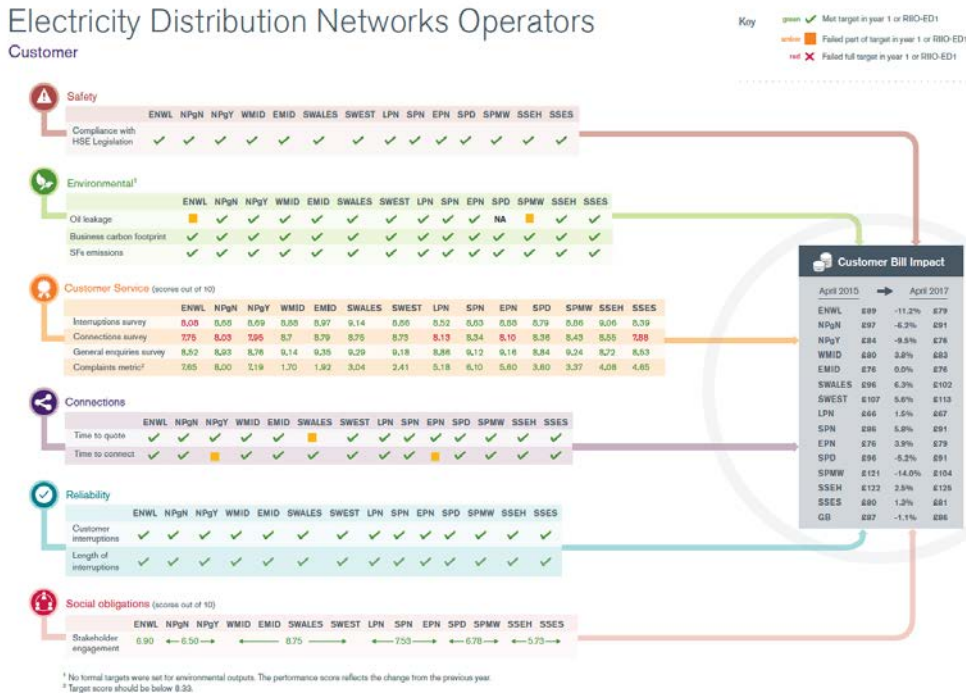 Electricity Distribution Networks Operators
Customer
Key
green ✓ Met target in year 1 or RIIO-ED1
amber Failed part of target in year 1 or RIIO-ED1
red ✗ Failed full target in year 1 or RIIO-ED1
Safety
ENWL NPgN NPgY WMID EMID SWALES SWEST LPN SPN EPN SPD SPMW SSEH SSES
Compliance with
HSE Legislation
Environmental¹
ENWL NPgN NPgY WMID EMID SWALES SWEST LPN SPN EPN SPD SPMW SSEH SSES
Oil leakage NA
Business carbon footprint
SF₆ emissions
Customer Service (scores out of 10)
ENWL NPgN NPgY WMID EMID SWALES SWEST LPN SPN EPN SPD SPMW SSEH SSES
Interruptions survey 8.08 8.68 8.69 8.88 8.97 9.14 8.86 8.52 8.63 8.88 8.79 8.86 9.06 8.39
Connections survey 7.75 8.03 7.95 8.7 8.79 8.75 8.73 8.13 8.34 8.10 8.36 8.43 8.55 7.88
General enquiries survey 8.52 8.93 8.76 9.14 9.35 9.29 9.18 8.86 9.12 9.16 8.84 9.24 8.72 8.53
Complaints metric² 7.65 8.00 7.19 1.70 1.92 3.04 2.41 5.18 6.10 5.60 3.60 3.37 4.08 4.65
Connections
ENWL NPgN NPgY WMID EMID SWALES SWEST LPN SPN EPN SPD SPMW SSEH SSES
Time to quote
Time to connect
Reliability
ENWL NPgN NPgY WMID EMID SWALES SWEST LPN SPN EPN SPD SPMW SSEH SSES
Customer
interruptions
Length of
interruptions
Social obligations (scores out of 10)
ENWL NPgN NPgY WMID EMID SWALES SWEST LPN SPN EPN SPD SPMW SSEH SSES
Stakeholder
engagement
6.90 6.50 8.75 7.53 6.78 5.73
¹ No formal targets were set for environmental outputs. The performance score reflects the change from the previous year.
² Target score should be below 8.33.
Customer Bill Impact
April 2015 April 2017
ENWL £89 -11.2% £79
NPgN £97 -6.2% £91
NPgY £84 -9.5% £76
WMID £80 3.8% £83
EMID £76 0.0% £76
SWALES £96 6.3% £102
SWEST £107 5.6% £113
LPN £66 1.5% £67
SPN £86 5.8% £91
EPN £76 3.9% £79
SPD £96 -5.2% £91
SPMW £121 -14.0% £104
SSEH £122 2.5% £125
SSES £80 1.3% £81
GB £87 -1.1% £86